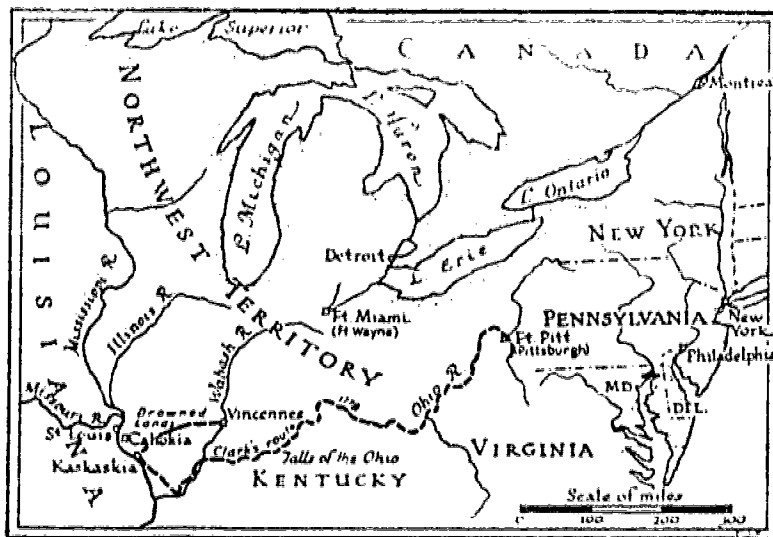 Lake Superior
CANADA
Montreal
NORTHWEST TERRITORY
LOUISIANA
L. Michigan
L. Huron
L. Ontario
NEW YORK
Detroit
L. Erie
Mississippi R
Illinois R
Wabash R
Ft. Miami
(Ft Wayne)
PENNSYLVANIA
New
York
Ft. Pitt
(Pittsburgh)
Philadelphia
Ohio R
MD.
DEL.
Missouri R
Drowned
Lands
Vincennes
1778
St. Louis
Cahokia
Clark's route
Falls of the Ohio
VIRGINIA
Kaskaskia
KENTUCKY
Scale of miles
0 100 200 300